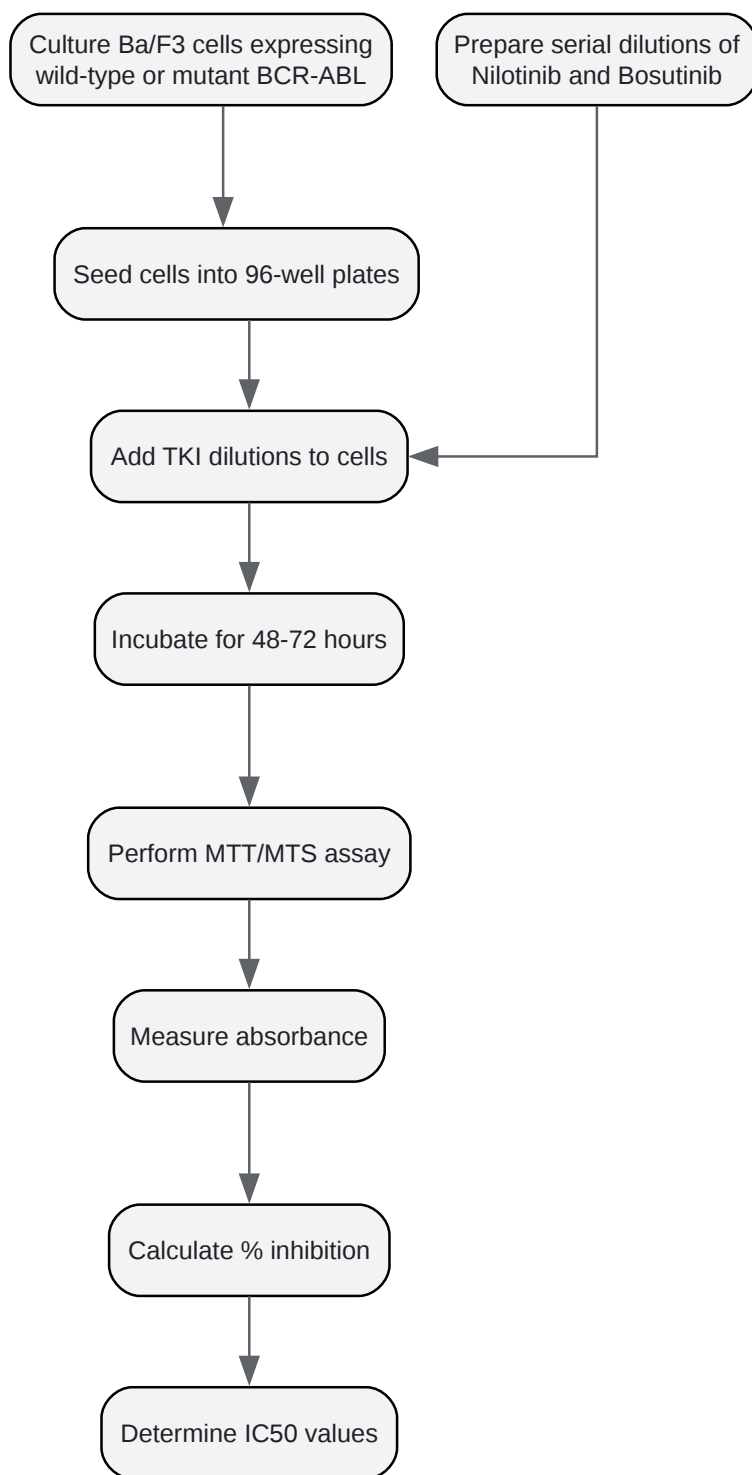 Culture Ba/F3 cells expressing
wild-type or mutant BCR-ABL
Prepare serial dilutions of
Nilotinib and Bosutinib
Seed cells into 96-well plates
Add TKI dilutions to cells
Incubate for 48-72 hours
Perform MTT/MTS assay
Measure absorbance
Calculate % inhibition
Determine IC50 values